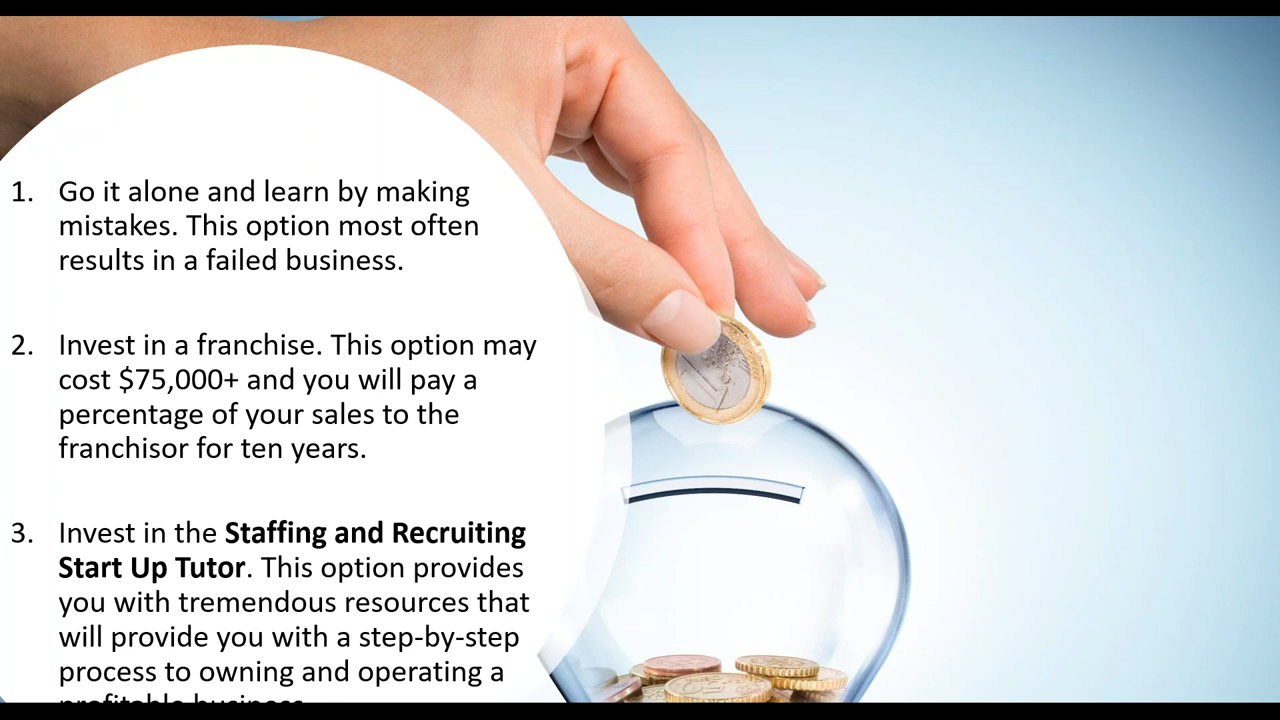 1. Go it alone and learn by making
mistakes. This option most often
results in a failed business.
2. Invest in a franchise. This option may
cost $75,000+ and you will pay a
percentage of your sales to the
franchisor for ten years.
3. Invest in the Staffing and Recruiting
Start Up Tutor. This option provides
you with tremendous resources that
will provide you with a step-by-step
process to owning and operating a
profitable business.